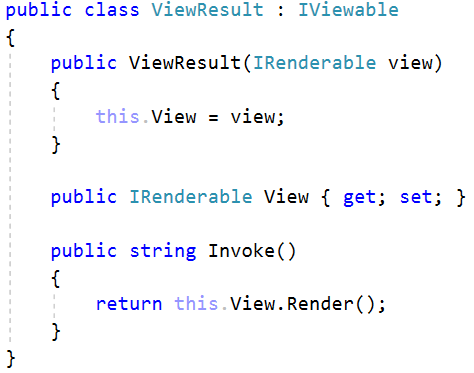 public class ViewResult : IViewable
{
    public ViewResult(IRenderable view)
    {
        this.View = view;
    }

    public IRenderable View { get; set; }

    public string Invoke()
    {
        return this.View.Render();
    }
}